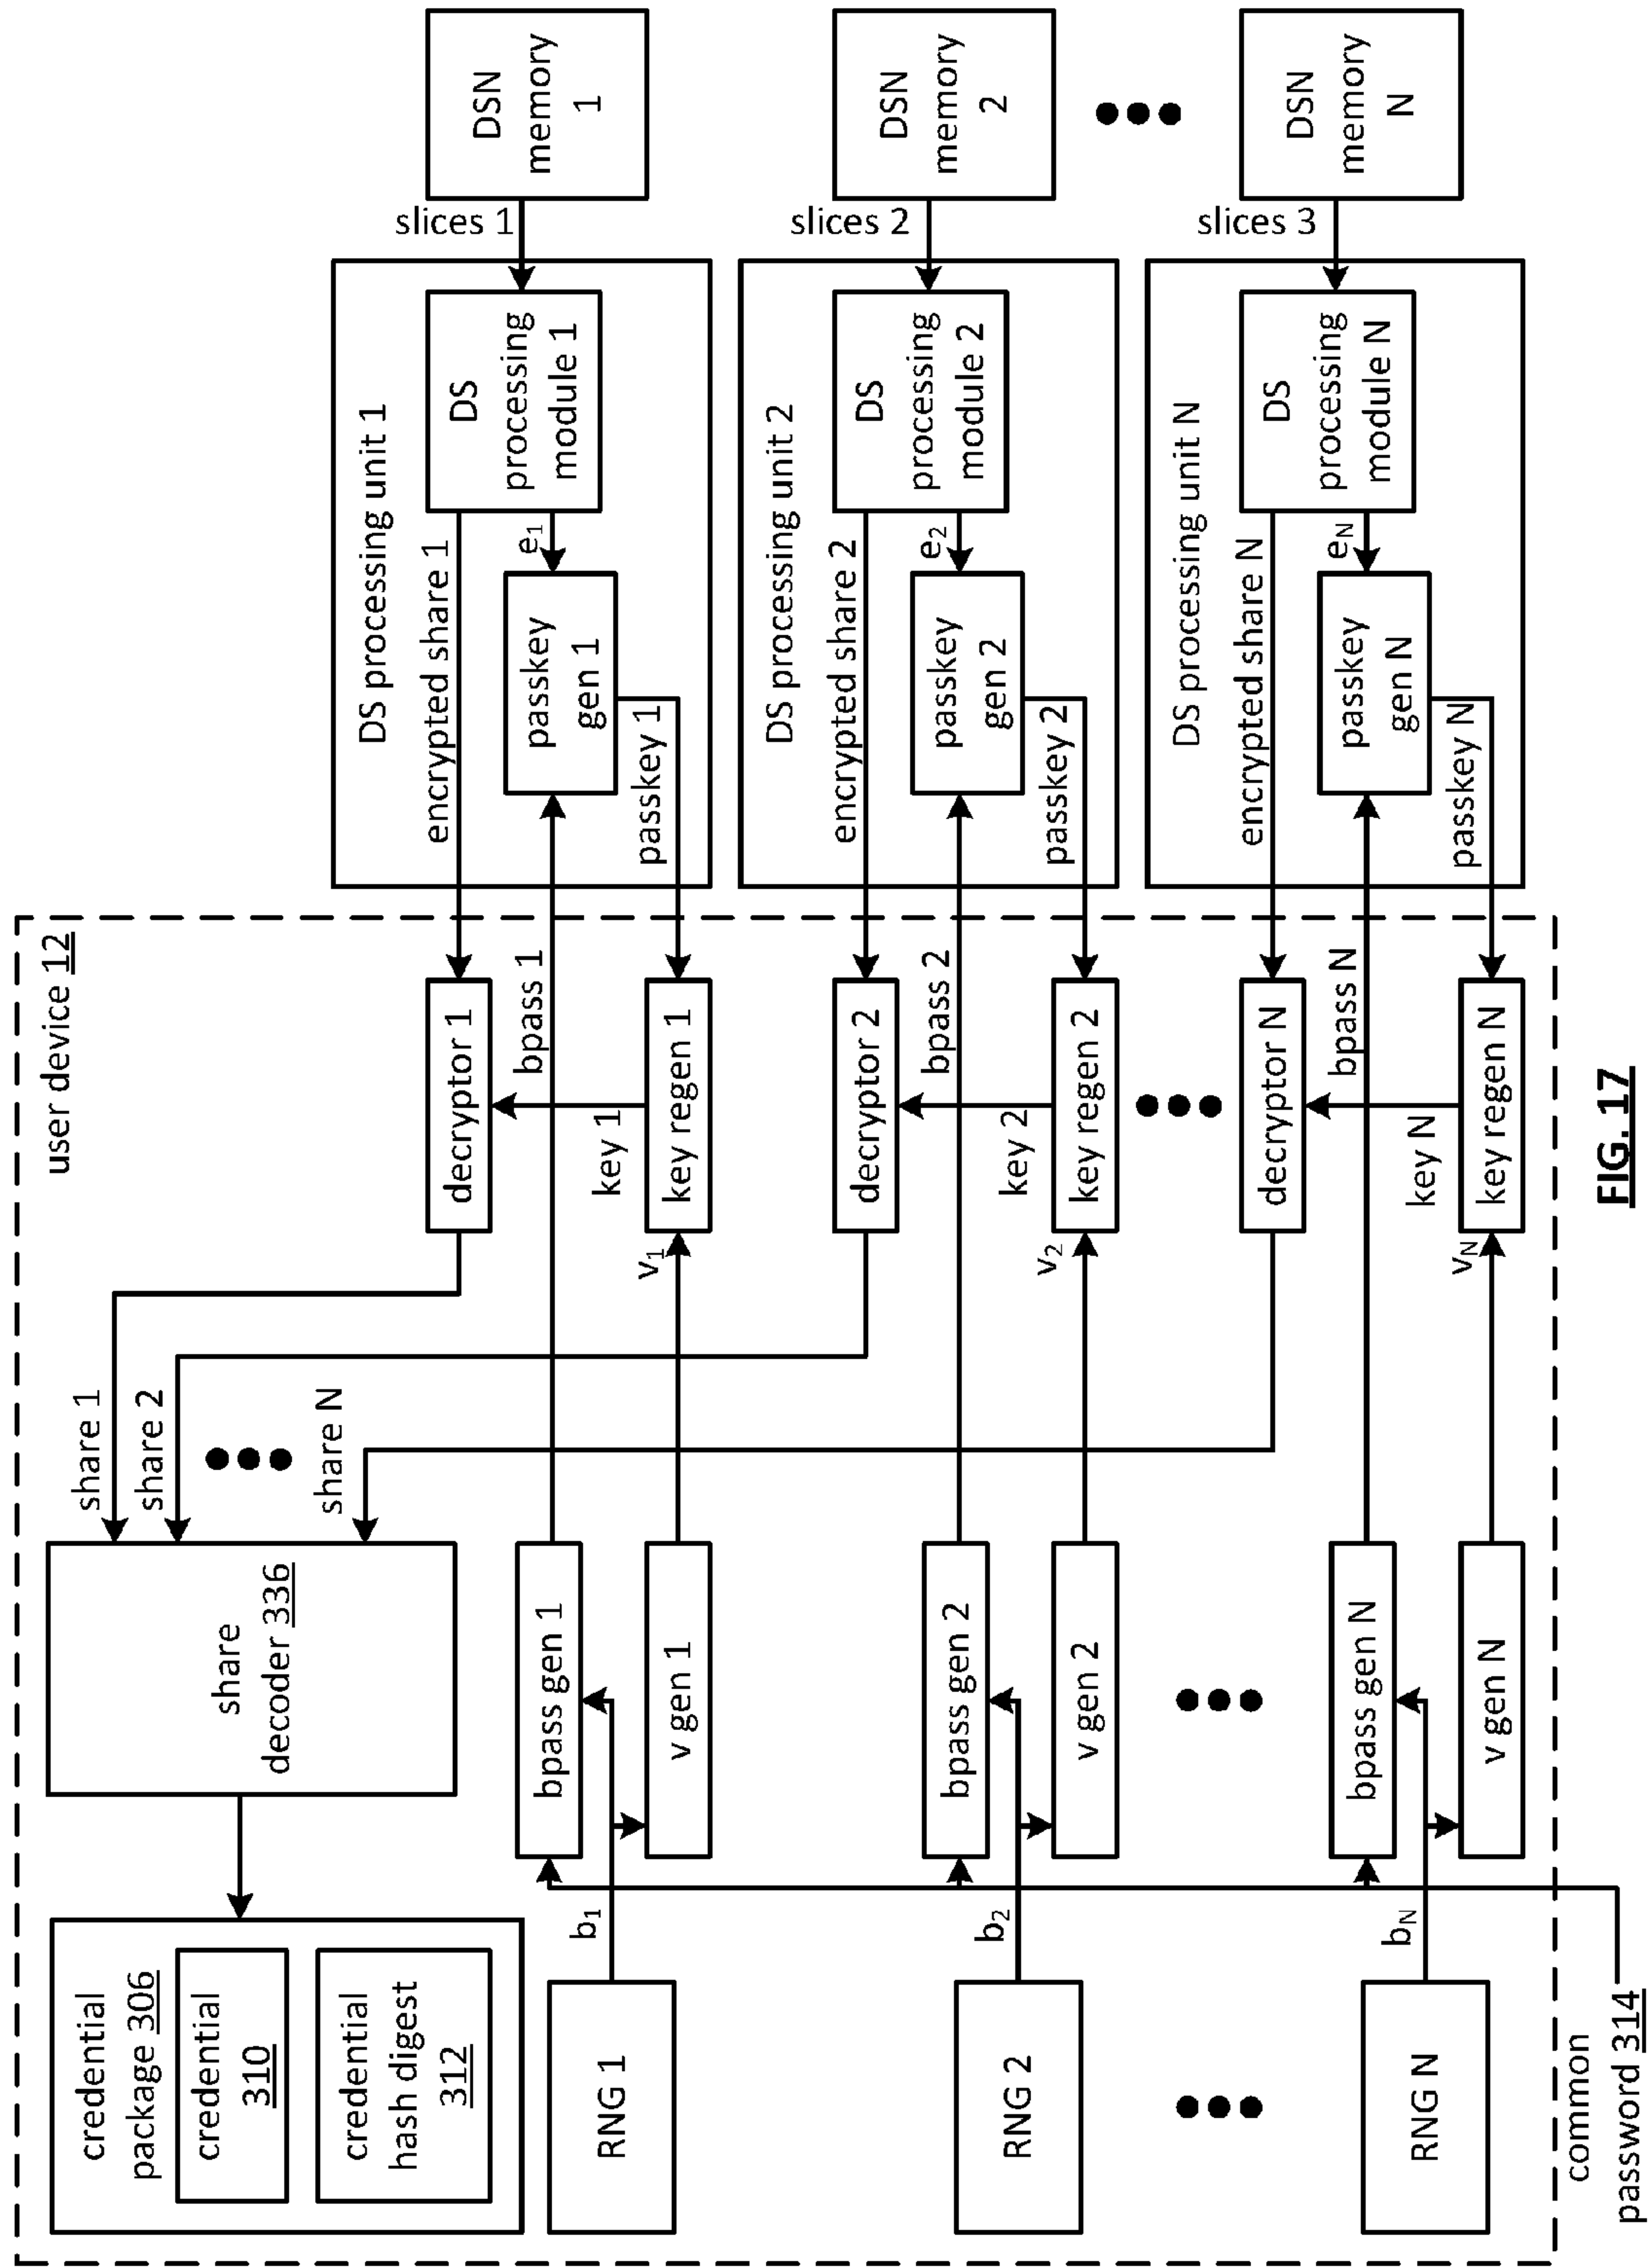 user device 12
credential
package 306
credential
310
credential
hash digest
312
share
decoder 336
share 1
share 2
share N
RNG 1
b1
bpass gen 1
v gen 1
v1
decryptor 1
bpass 1
key 1
key regen 1
DS processing unit 1
encrypted share 1
passkey
gen 1
passkey 1
e1
DS
processing
module 1
slices 1
DSN
memory
1
RNG 2
b2
bpass gen 2
v gen 2
v2
decryptor 2
bpass 2
key 2
key regen 2
DS processing unit 2
encrypted share 2
passkey
gen 2
passkey 2
e2
DS
processing
module 2
slices 2
DSN
memory
2
RNG N
bN
bpass gen N
v gen N
vN
decryptor N
bpass N
key N
key regen N
DS processing unit N
encrypted share N
passkey
gen N
passkey N
eN
DS
processing
module N
slices 3
DSN
memory
N
common
password 314
FIG. 17